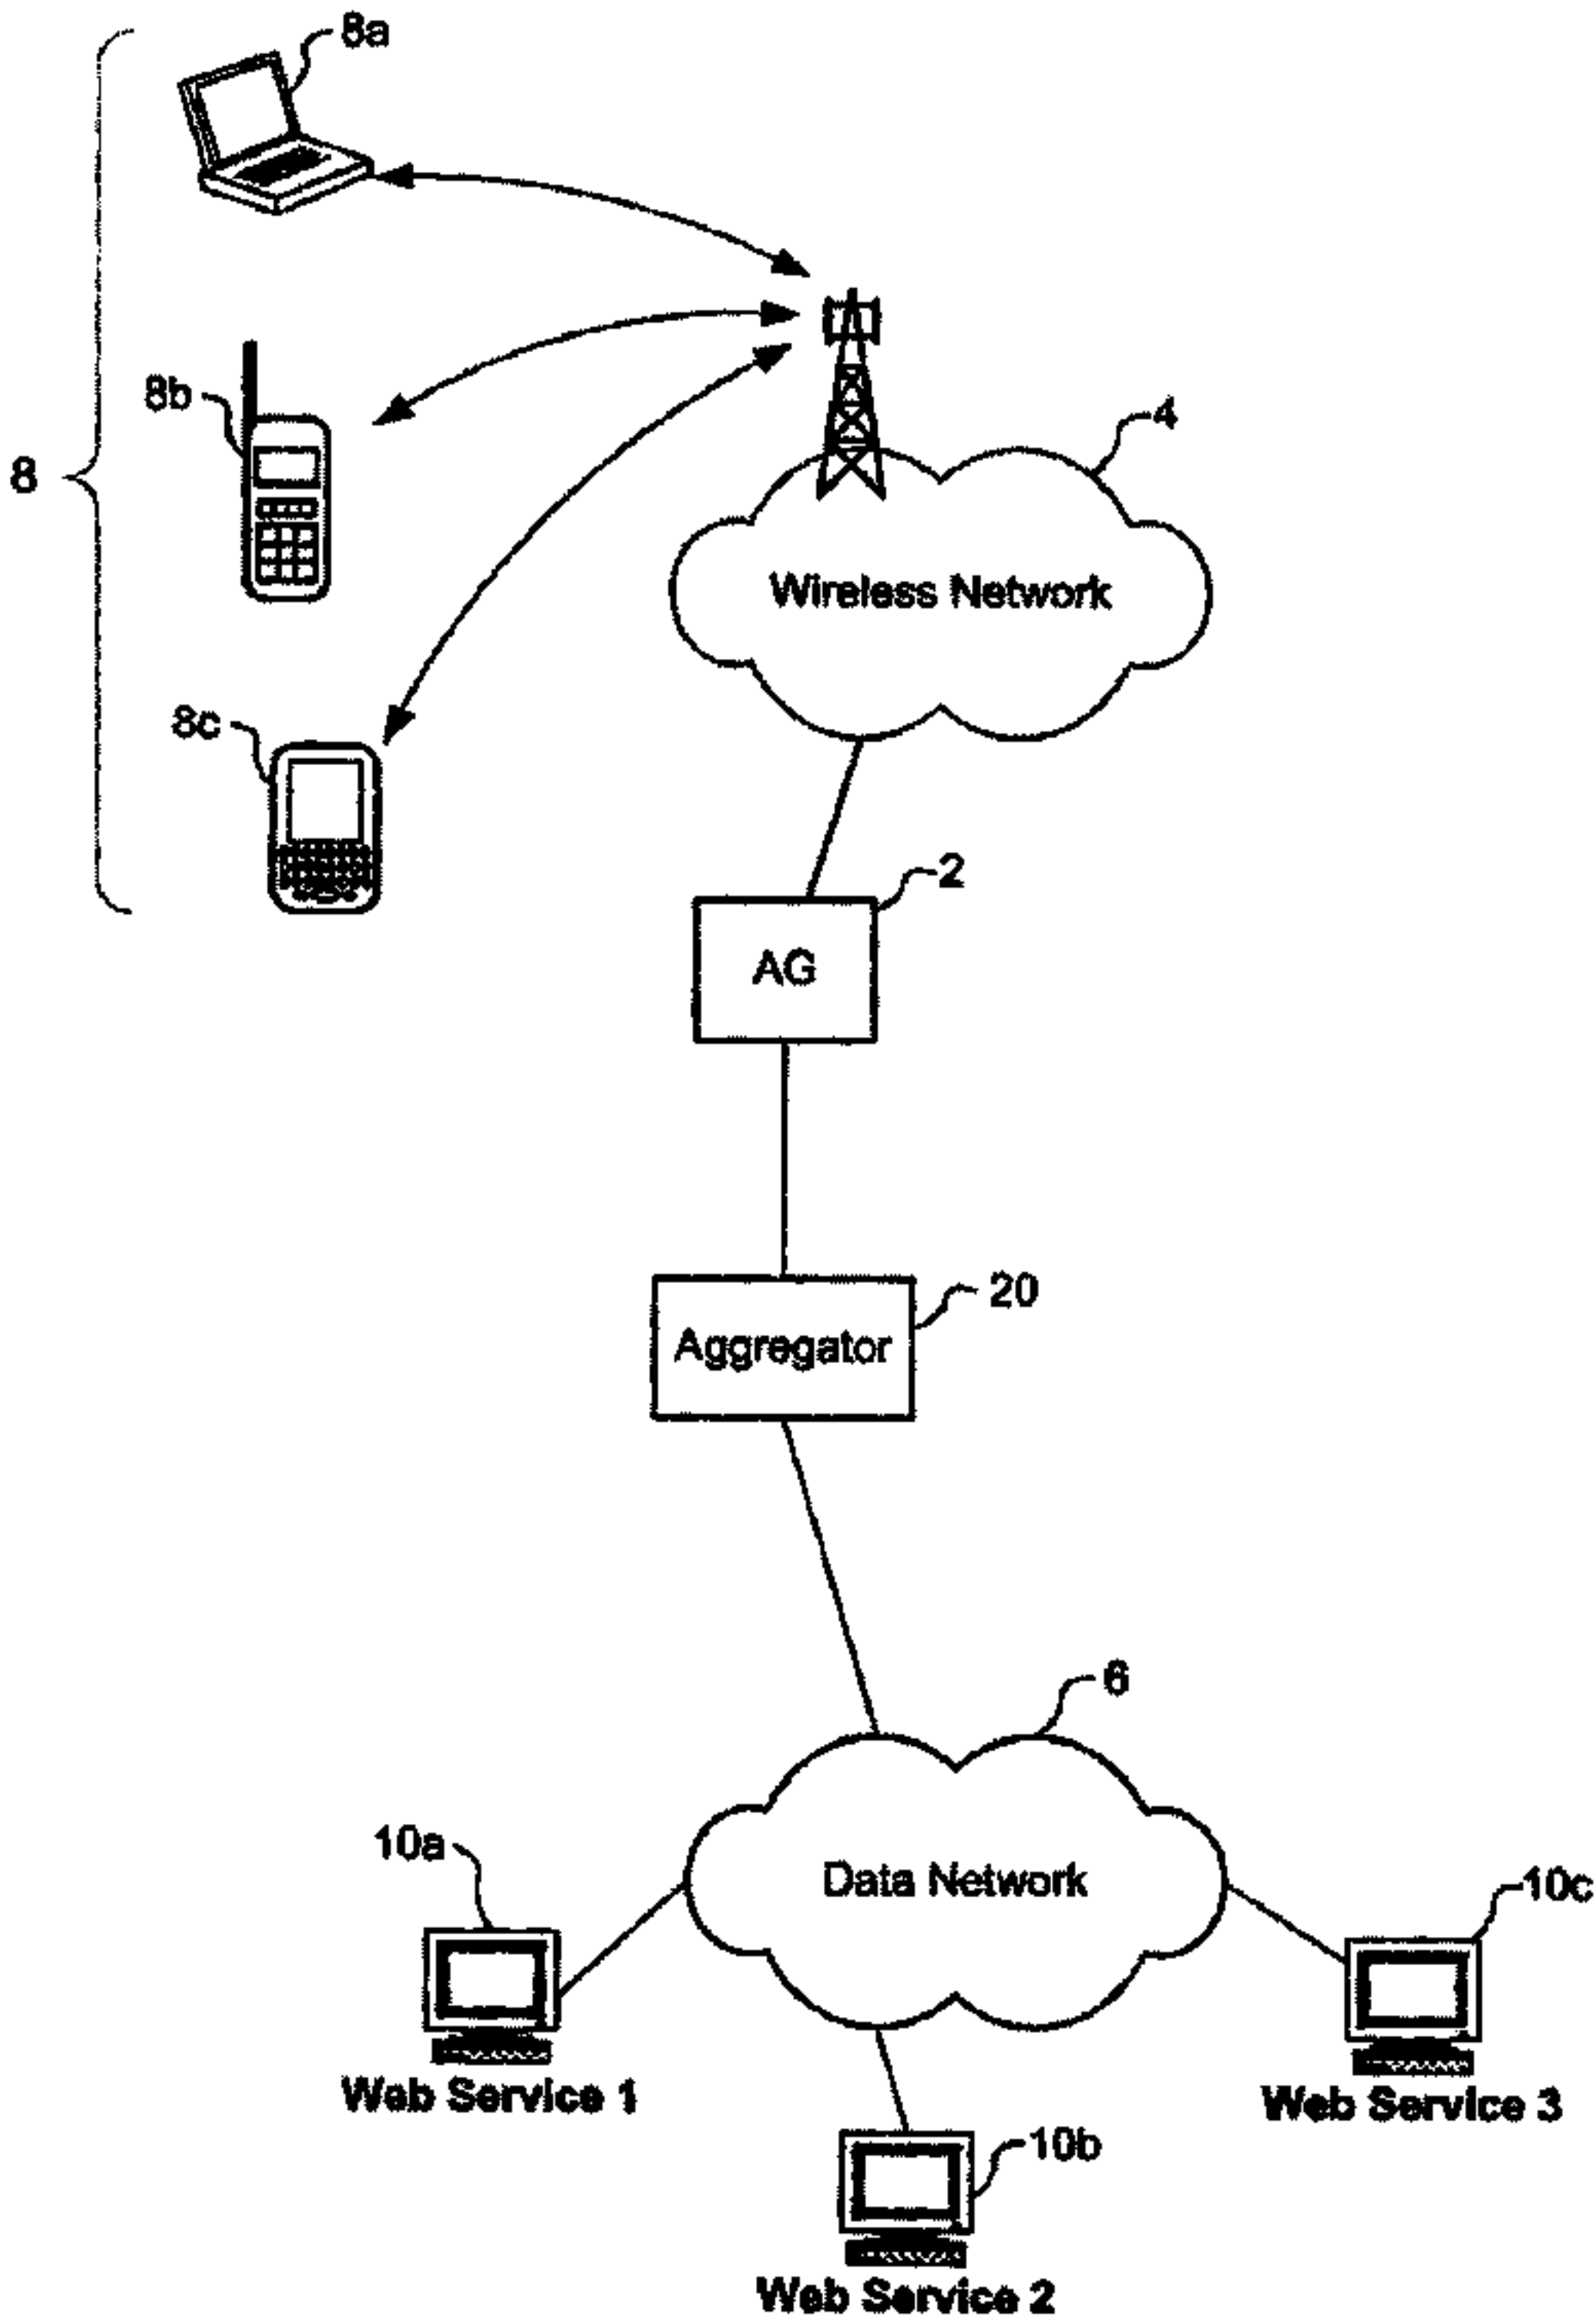 8a
8b
8
4
Wireless Network
8c
2
AG
20
Aggregator
6
10a
Data Network
10c
Web Service 1
Web Service 3
10b
Web Service 2